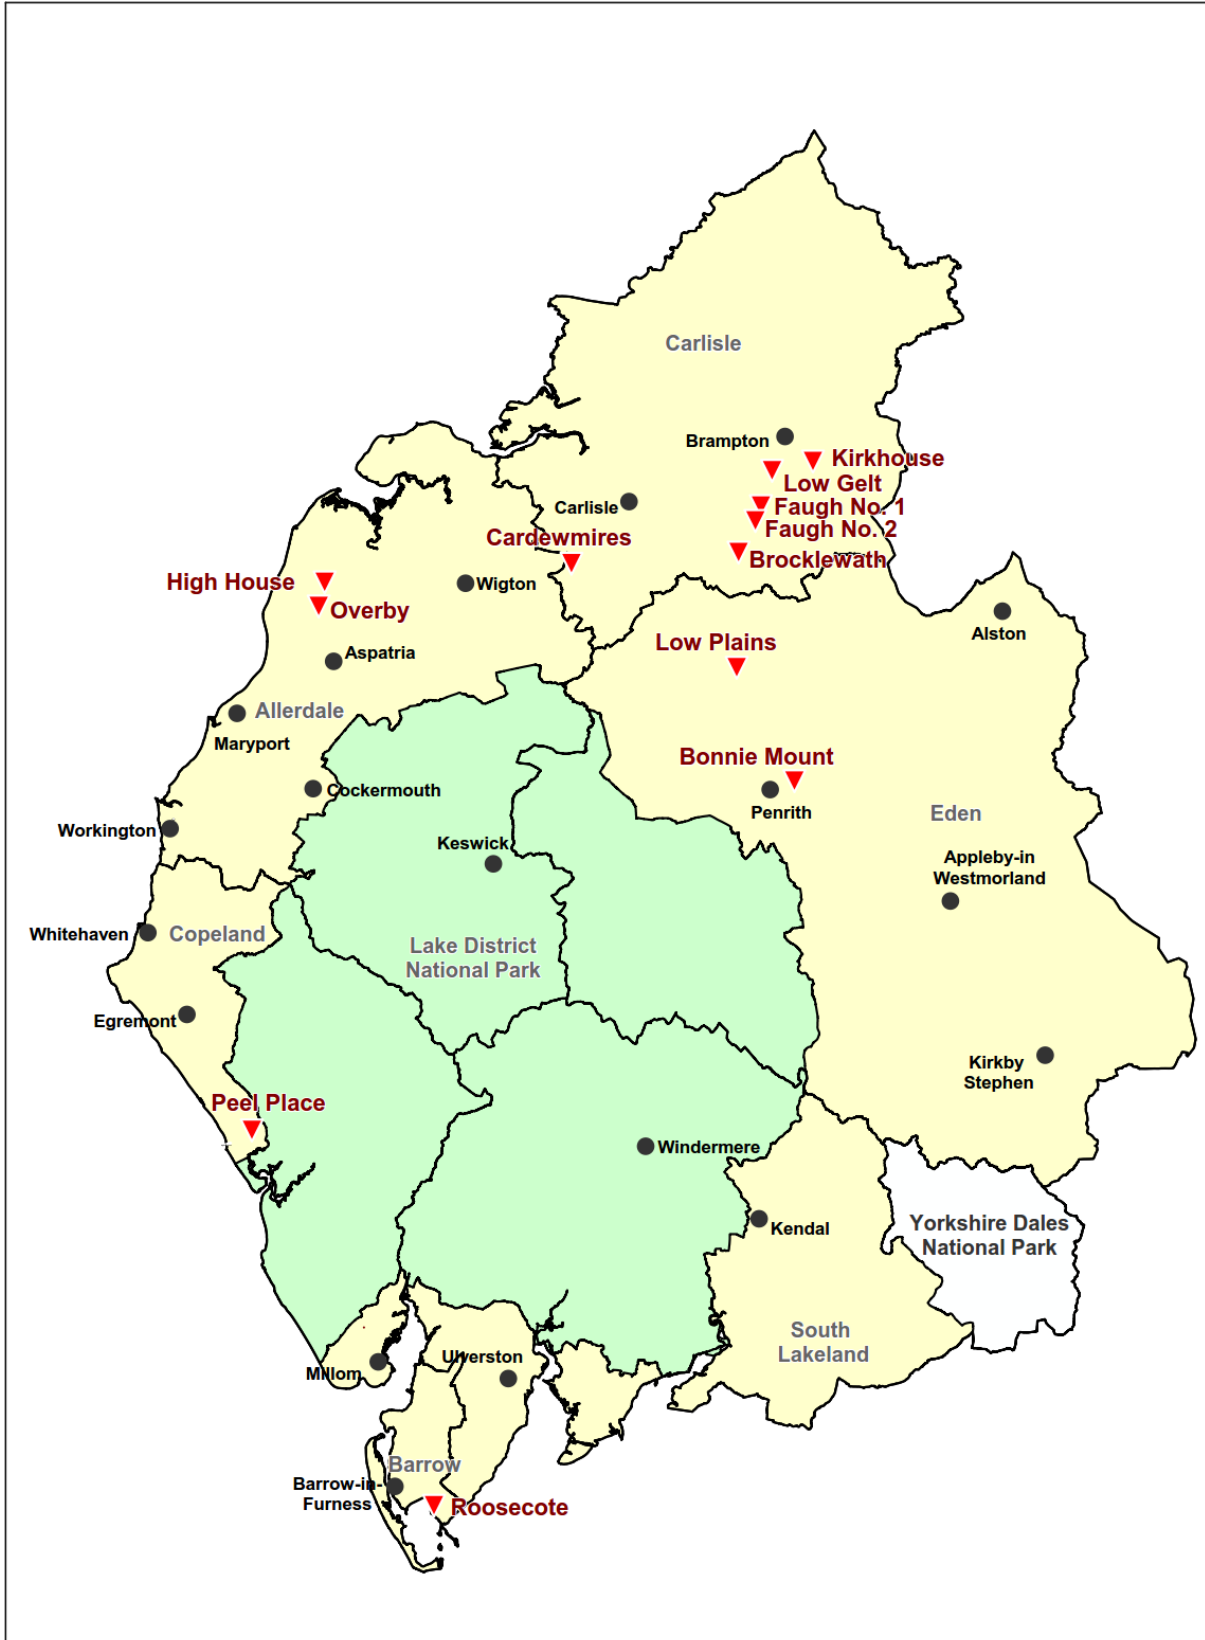 Carlisle
Brampton
Kirkhouse
Low Gelt
Carlisle
Faugh No. 1
Faugh No. 2
Cardewmires
Brocklewath
High House
Wigton
Overby
Alston
Low Plains
Aspatria
Allerdale
Maryport
Bonnie Mount
Cockermouth
Penrith
Eden
Workington
Keswick
Appleby-in
Westmorland
Whitehaven
Copeland
Lake District
National Park
Egremont
Kirkby
Stephen
Peel Place
Windermere
Kendal
Yorkshire Dales
National Park
South
Lakeland
Ulverston
Millom
Barrow
Barrow-in-
Furness
Roosecote